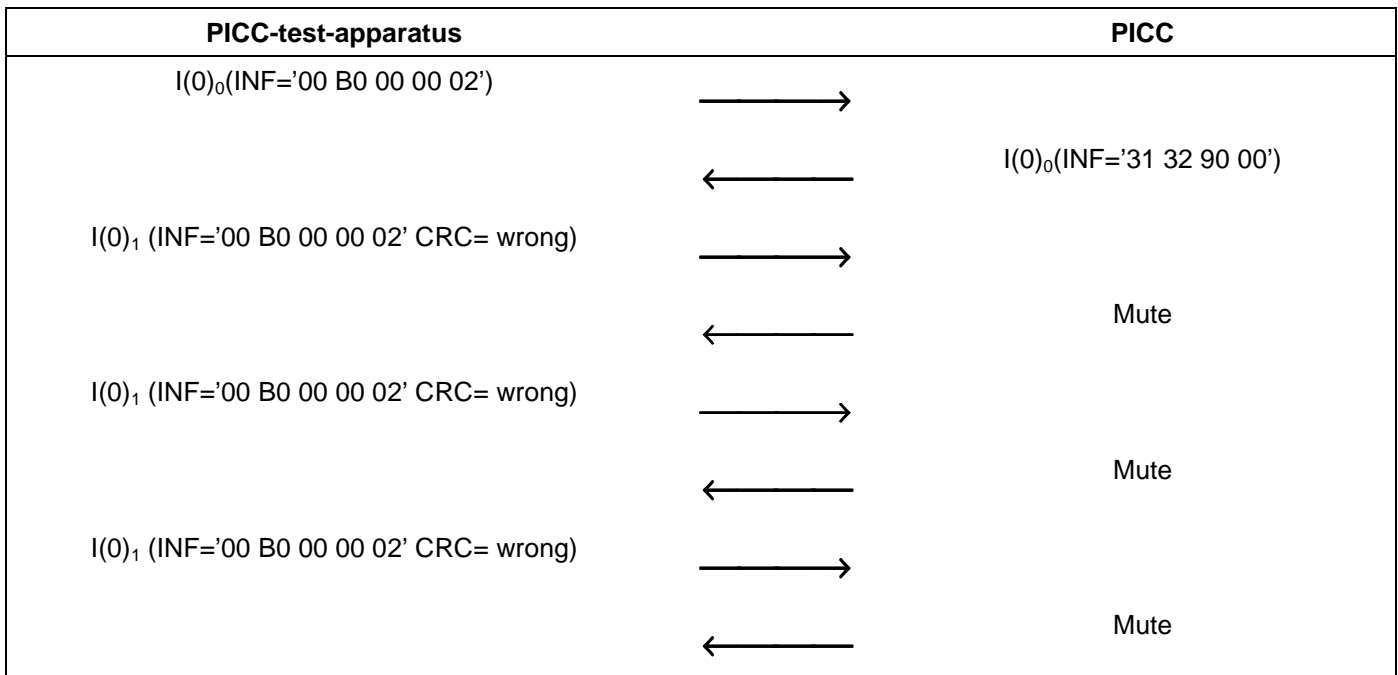 PICC-test-apparatus PICC
I(0)₀(INF=’00 B0 00 00 02’)
I(0)₀(INF=’31 32 90 00’)
I(0)₁ (INF=’00 B0 00 00 02’ CRC= wrong)
Mute
I(0)₁ (INF=’00 B0 00 00 02’ CRC= wrong)
Mute
I(0)₁ (INF=’00 B0 00 00 02’ CRC= wrong)
Mute